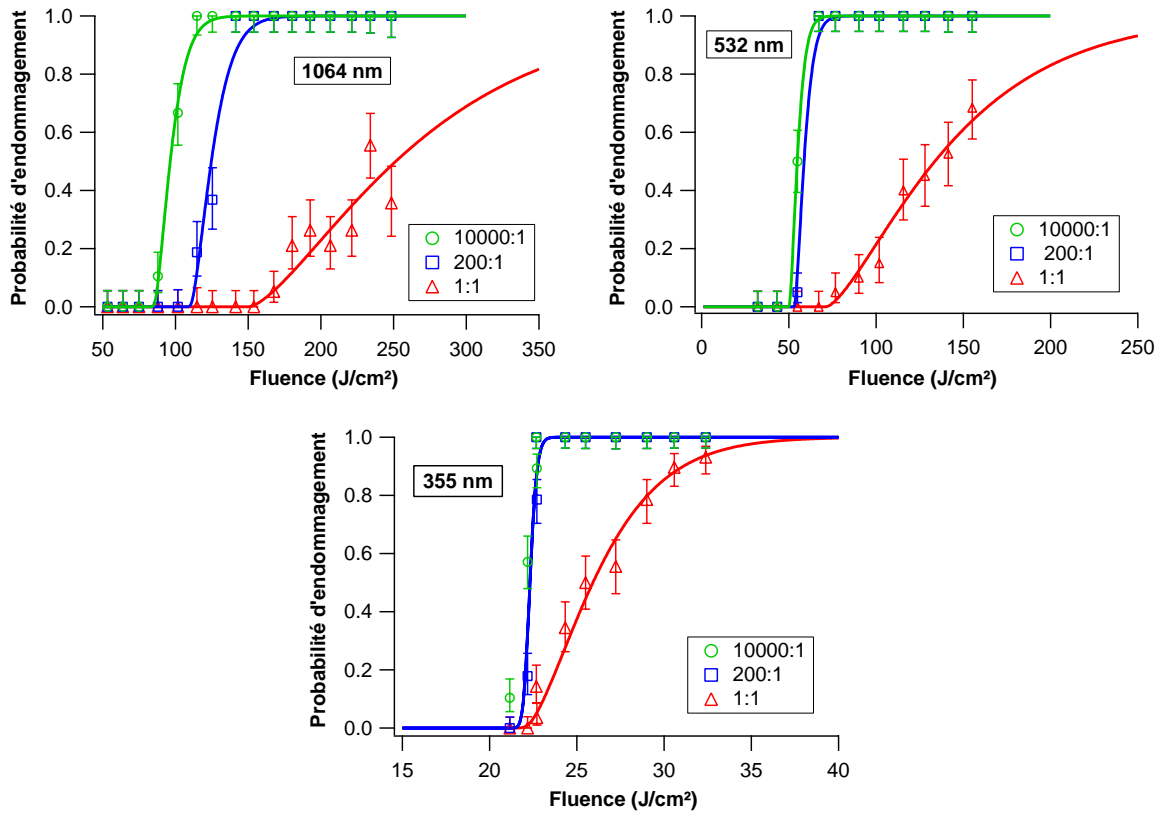 1.0
0.8
0.6
0.4
0.2
0.0
Probabilité d'endommagement
50 100 150 200 250 300 350
Fluence (J/cm²)
1064 nm
10000:1
200:1
1:1
1.0
0.8
0.6
0.4
0.2
0.0
Probabilité d'endommagement
0 50 100 150 200 250
Fluence (J/cm²)
532 nm
10000:1
200:1
1:1
1.0
0.8
0.6
0.4
0.2
0.0
Probabilité d'endommagement
15 20 25 30 35 40
Fluence (J/cm²)
355 nm
10000:1
200:1
1:1